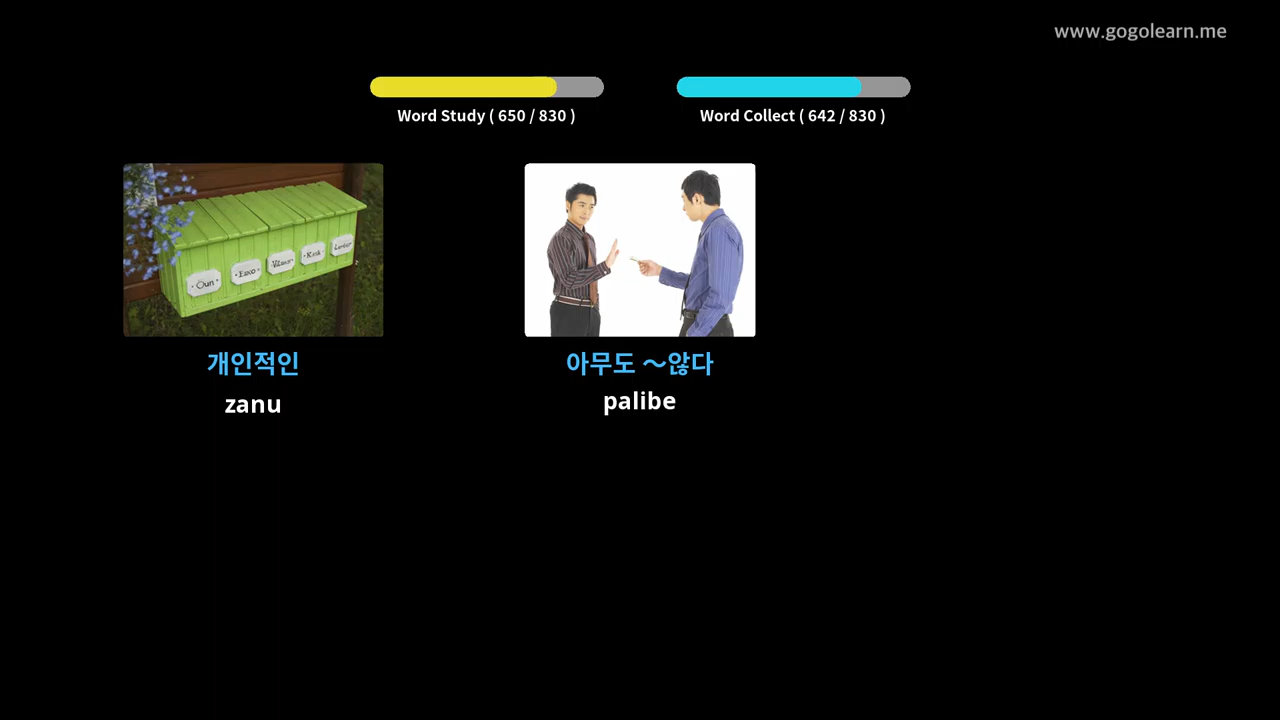 www.gogolearn.me
Word Study ( 650 / 830 )
Word Collect ( 642 / 830 )
Oun
개인적인
아무도 ~않다
zanu
palibe